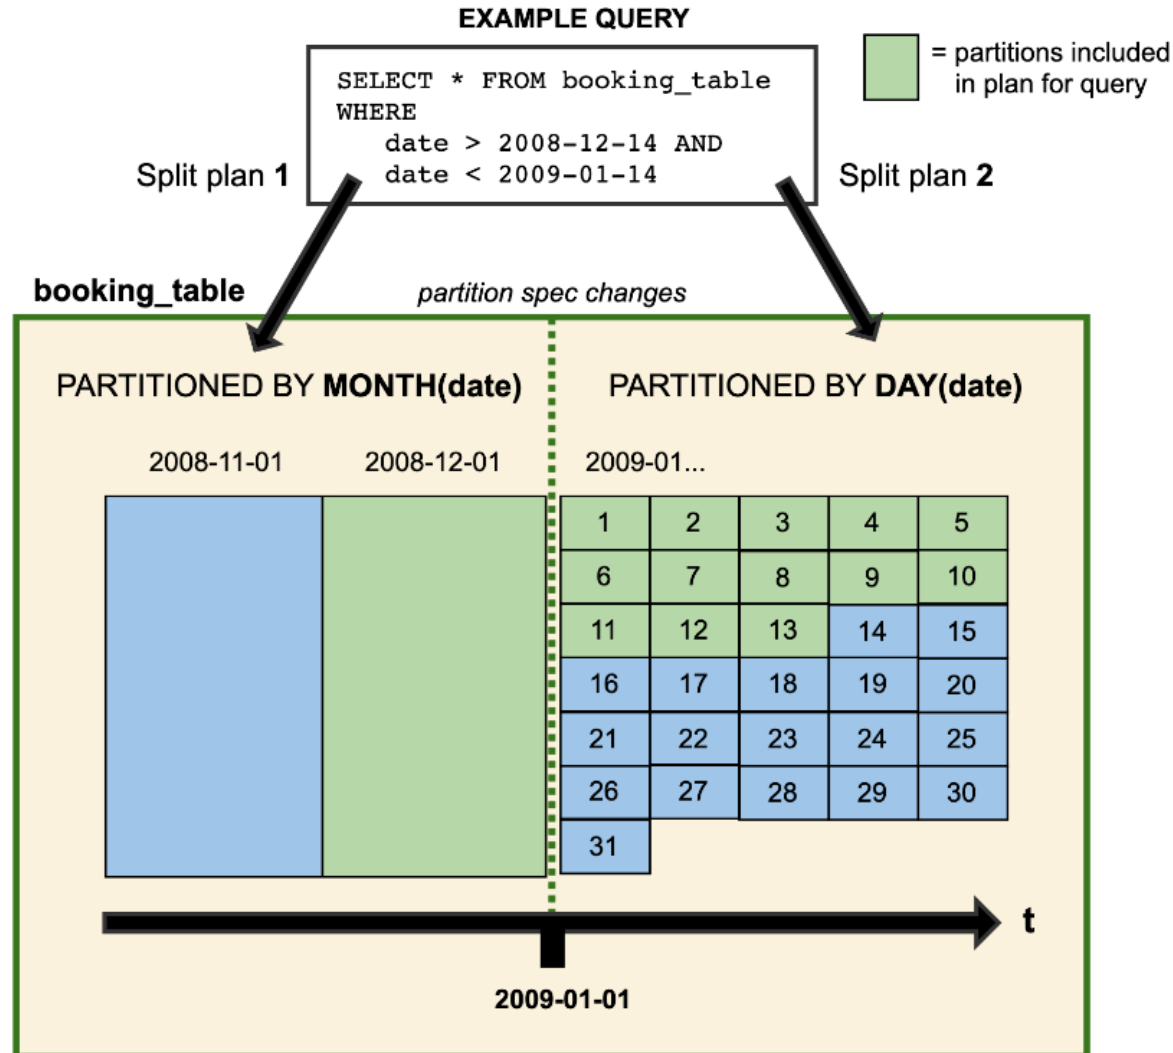 EXAMPLE QUERY
SELECT * FROM booking_table
WHERE
date > 2008-12-14 AND
date < 2009-01-14
= partitions included
in plan for query
Split plan 1
Split plan 2
booking_table
partition spec changes
PARTITIONED BY MONTH(date)
PARTITIONED BY DAY(date)
2008-11-01
2008-12-01
2009-01...
1 2 3 4 5
6 7 8 9 10
11 12 13 14 15
16 17 18 19 20
21 22 23 24 25
26 27 28 29 30
31
t
2009-01-01